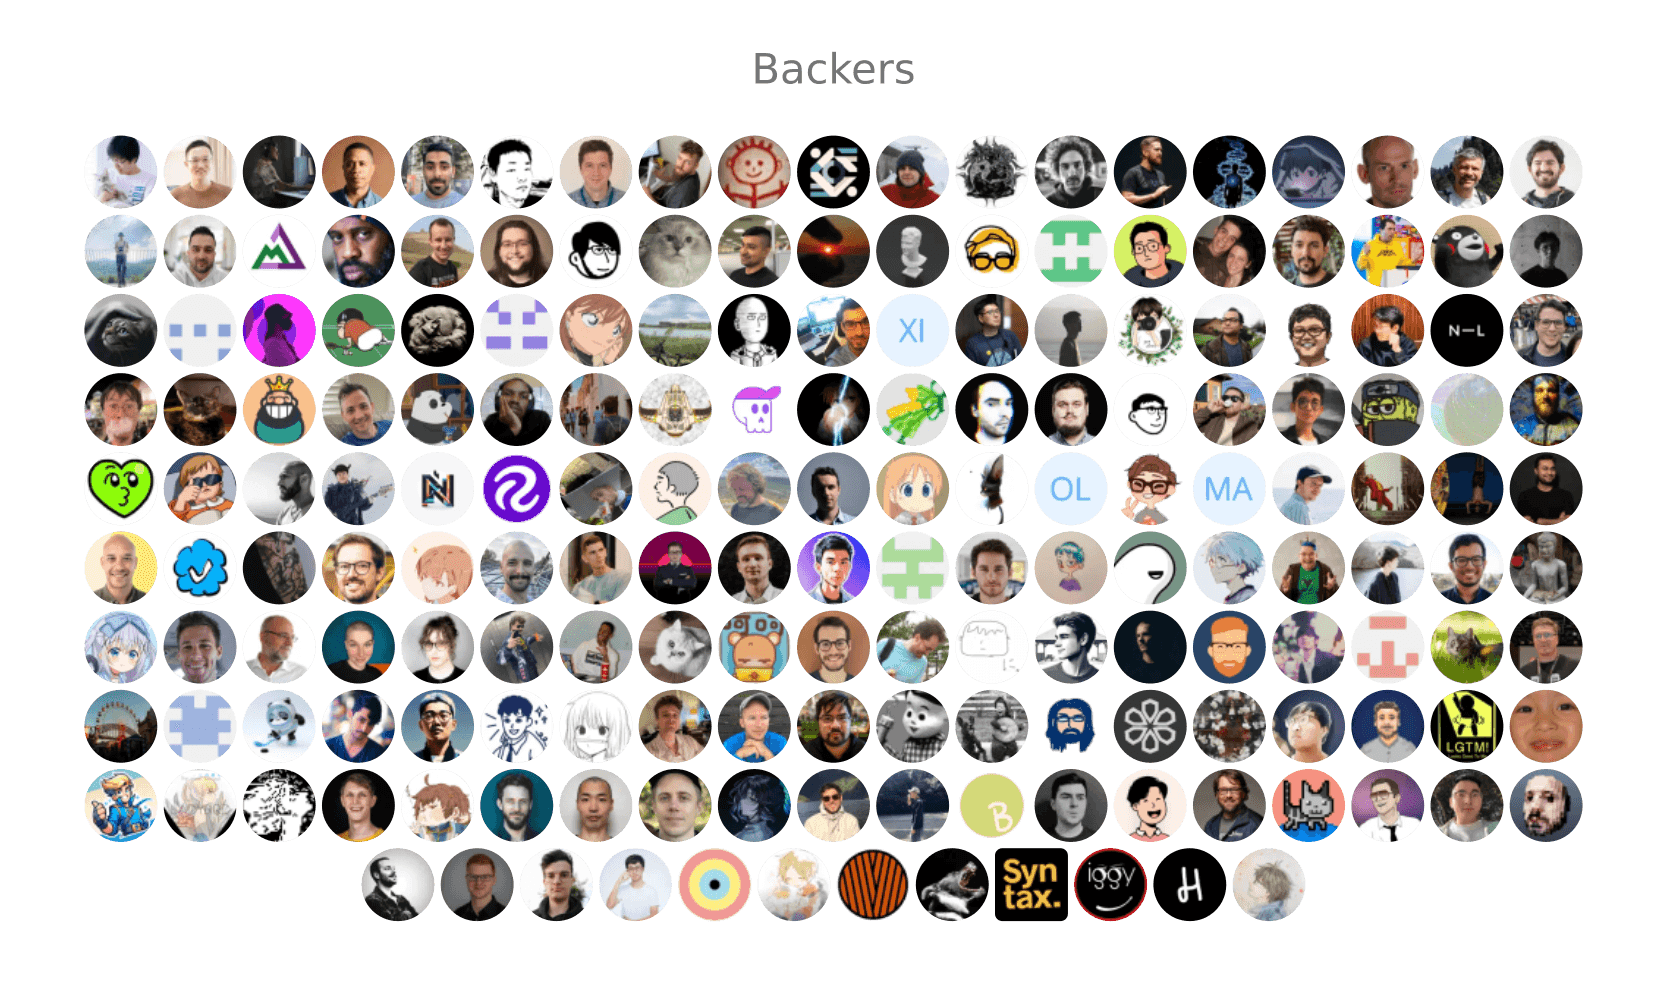 Backers
XI
N—L
OL
MA
LGTM!
B
Syn
tax.
iggy